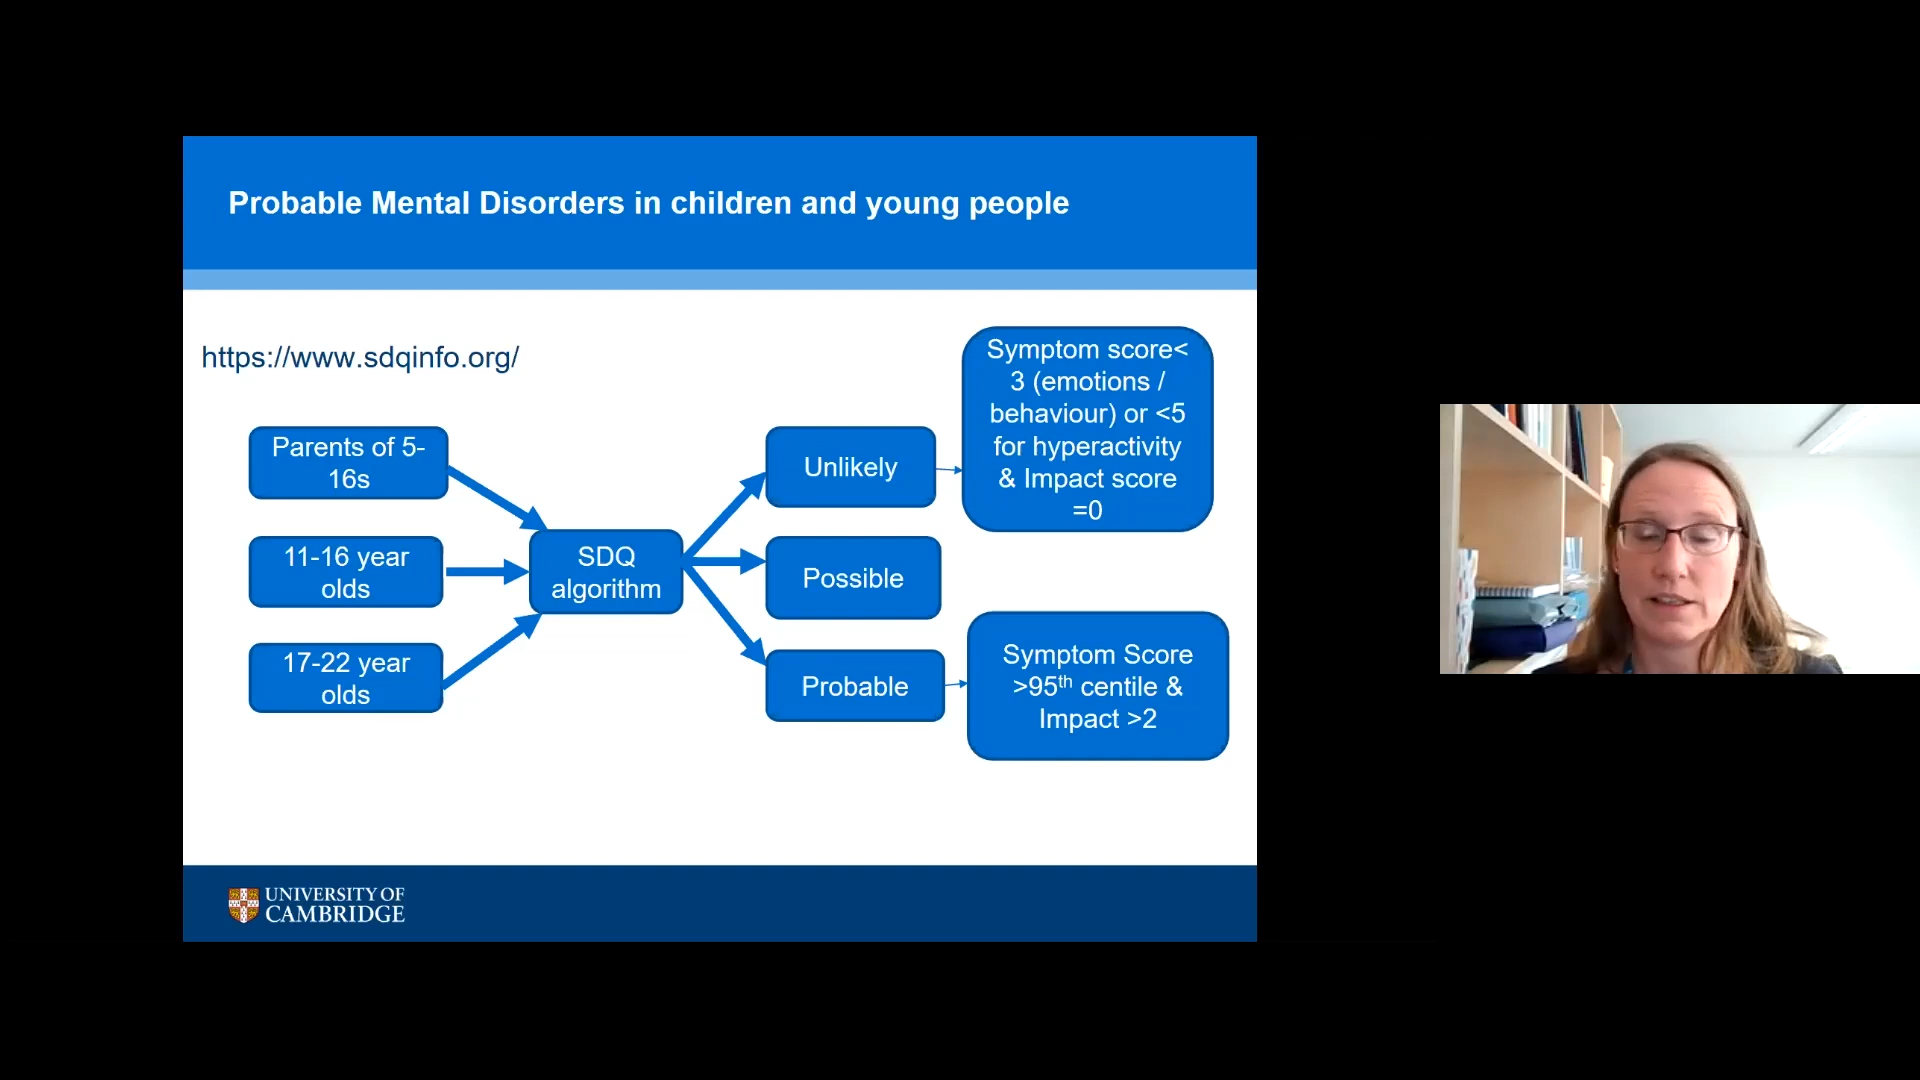 Probable Mental Disorders in children and young people
https://www.sdqinfo.org/
Parents of 5-
16s
11-16 year
olds
17-22 year
olds
SDQ
algorithm
Unlikely
Possible
Probable
Symptom score<
3 (emotions /
behaviour) or <5
for hyperactivity
& Impact score
=0
Symptom Score
>95th centile &
Impact >2
UNIVERSITY OF
CAMBRIDGE